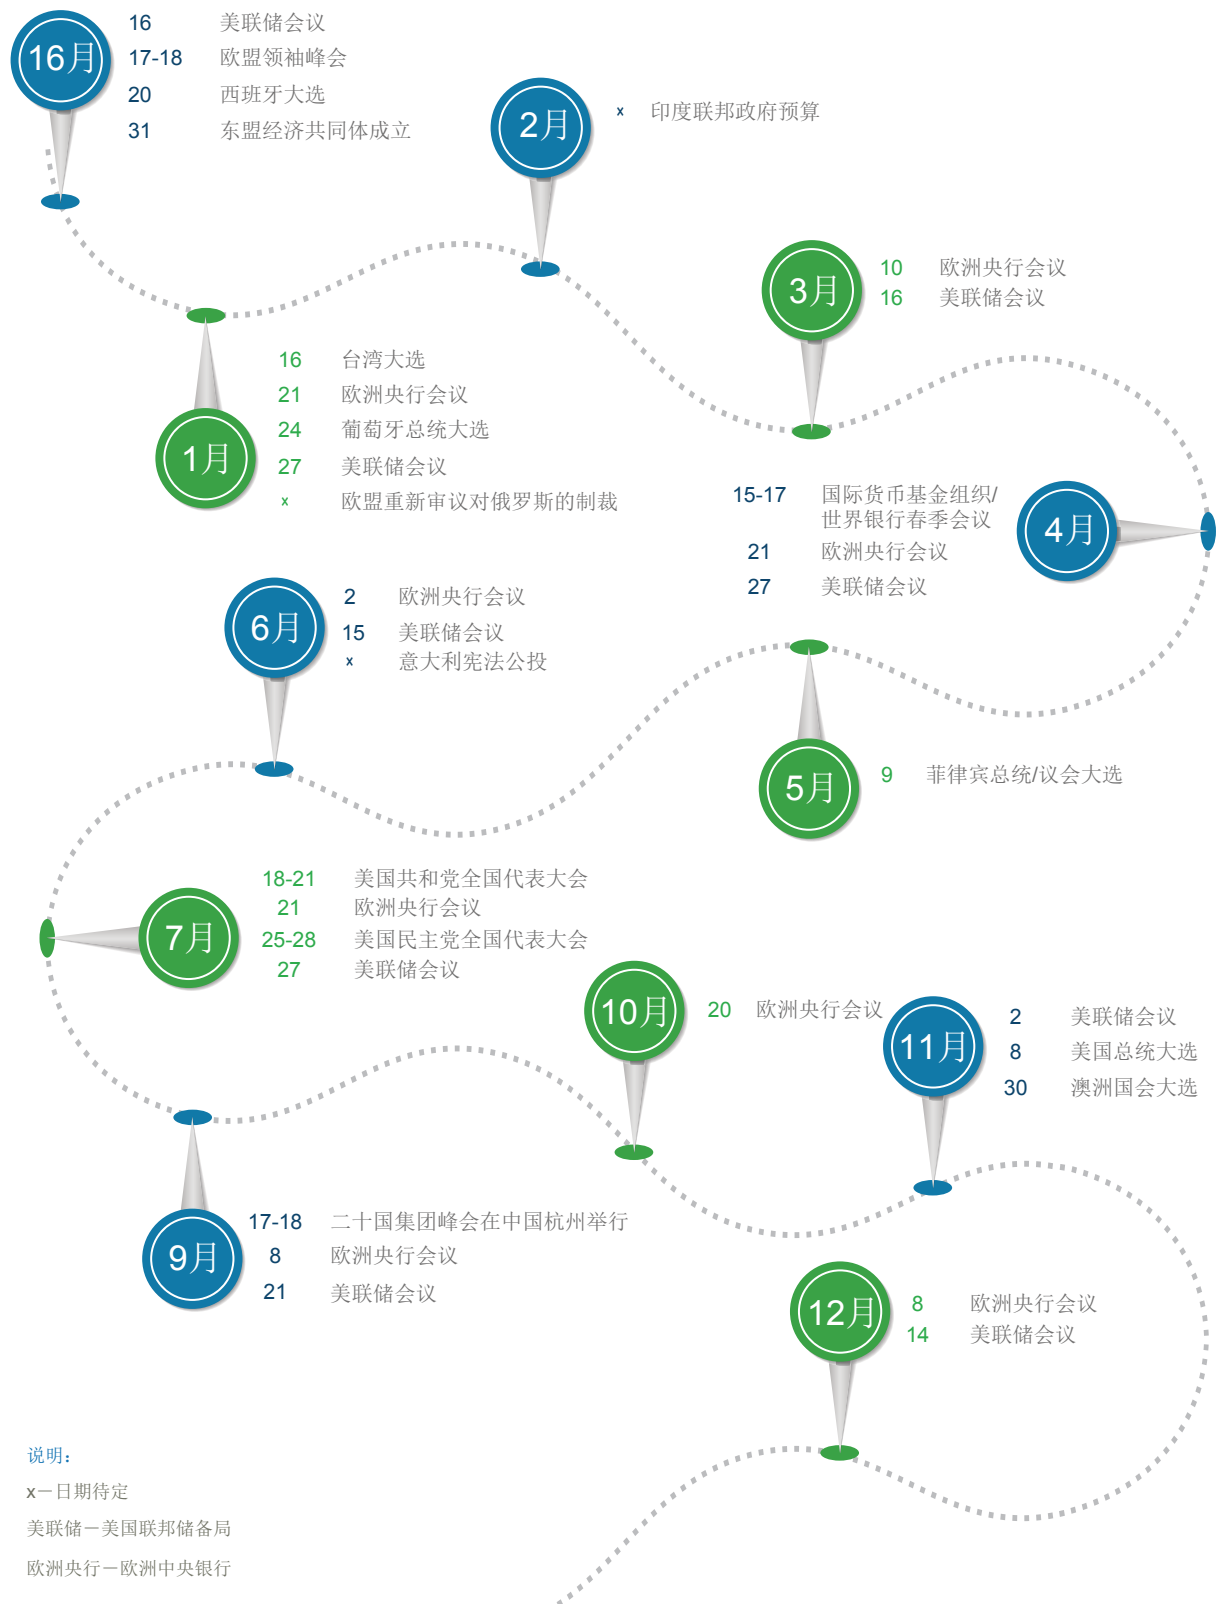 16月
16 美联储会议
17-18 欧盟领袖峰会
20 西班牙大选
31 东盟经济共同体成立
2月
x 印度联邦政府预算
3月
10 欧洲央行会议
16 美联储会议
1月
16 台湾大选
21 欧洲央行会议
24 葡萄牙总统大选
27 美联储会议
x 欧盟重新审议对俄罗斯的制裁
4月
15-17 国际货币基金组织/
世界银行春季会议
21 欧洲央行会议
27 美联储会议
6月
2 欧洲央行会议
15 美联储会议
x 意大利宪法公投
5月
9 菲律宾总统/议会大选
7月
18-21 美国共和党全国代表大会
21 欧洲央行会议
25-28 美国民主党全国代表大会
27 美联储会议
10月
20 欧洲央行会议
11月
2 美联储会议
8 美国总统大选
30 澳洲国会大选
9月
17-18 二十国集团峰会在中国杭州举行
8 欧洲央行会议
21 美联储会议
12月
8 欧洲央行会议
14 美联储会议
说明:
x－日期待定
美联储－美国联邦储备局
欧洲央行－欧洲中央银行